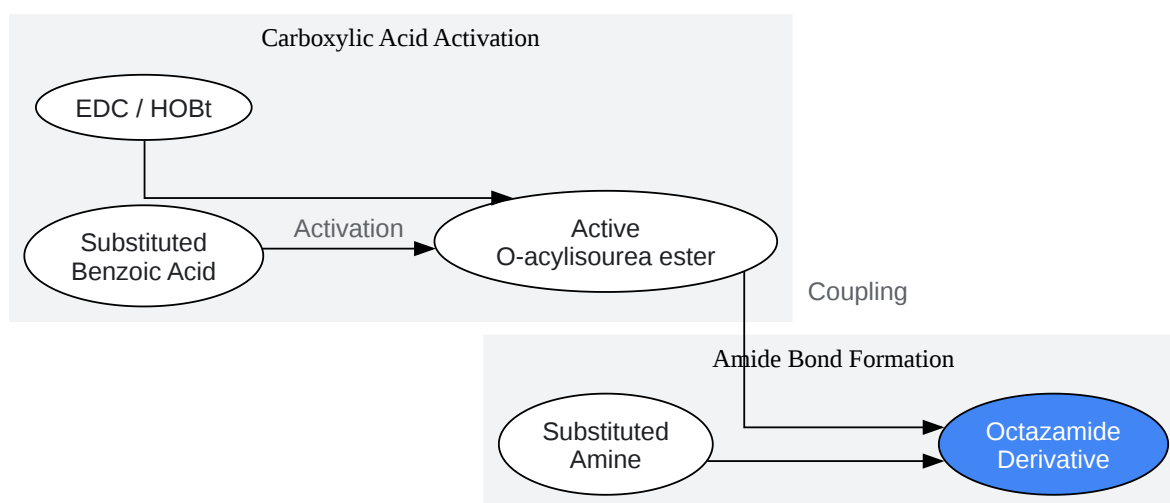 Carboxylic Acid Activation
EDC / HOBt
Substituted
Benzoic Acid
Activation
Active
O-acylisourea ester
Coupling
Amide Bond Formation
Substituted
Amine
Octazamide
Derivative